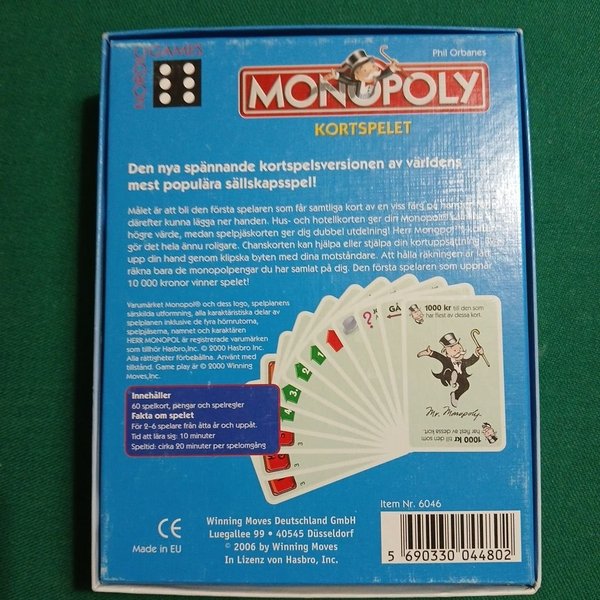 NORDICGAMES
Phil Orbanes
MONOPOLY
KORTSPELET
Den nya spännande kortspelsversionen av världens
mest populära sällskapsspel!
Målet är att bli den första spelaren som får samtliga kort av en viss färg på
därefter kunna lägga ner handen. Hus- och hotellkorten ger din Monopol
högre värde, medan spelpjäskorten ger dig dubbel utdelning! Herr Monopol
gör det hela ännu roligare. Chanskorten kan hjälpa eller stjälpa din kortuppsättning
upp din hand genom klipska byten med dina motståndare. Att hålla räkningen är lätt
räkna bara de monopolpengar du har samlat på dig. Den första spelaren som uppnår
10 000 kronor vinner spelet!
Varumärket Monopol® och dess logo, spelplanens
särskilda utformning, alla karaktäristiska delar av
spelplanen inklusive de fyra hörnrutorna,
spelpjäserna, namnet och karaktären
HERR MONOPOL är registrerade varumärken
som tillhör Hasbro,Inc. © 2000 Hasbro Inc.
Alla rättigheter förbehållna. Använt med
tillstånd. Game play är © 2000 Winning
Moves,Inc.
Innehåller
60 spelkort, pengar och spelregler
Fakta om spelet
För 2-6 spelare från åtta år och uppåt.
Tid att lära sig: 10 minuter
Speltid: cirka 20 minuter per spelomgång
3
3
3
4
3
2
1
? x
GÅ
1000 kr till den som
har flest av dessa kort.
Mr. Monopoly
1000 kr till den som
har flest av dessa kort.
Item Nr. 6046
CE
Made in EU
Winning Moves Deutschland GmbH
Luegallee 99 • 40545 Düsseldorf
© 2006 by Winning Moves
In Lizenz von Hasbro, Inc.
5 690330 044802